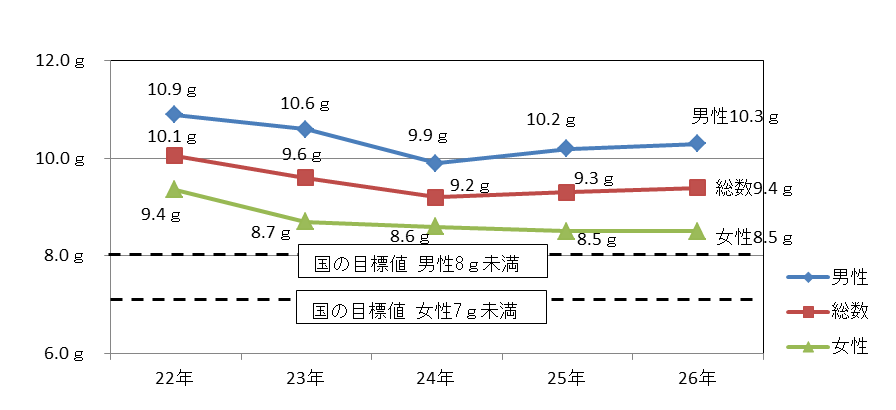 12.0ｇ
10.9ｇ
10.6ｇ
9.9ｇ
10.2ｇ
男性10.3ｇ
10.1ｇ
9.6ｇ
9.2ｇ
9.3ｇ
総数9.4ｇ
10.0ｇ
9.4ｇ
8.7ｇ
8.6ｇ
8.5ｇ
女性8.5ｇ
8.0ｇ
国の目標値 男性8ｇ未満
国の目標値 女性7ｇ未満
6.0ｇ
22年
23年
24年
25年
26年
男性
総数
女性